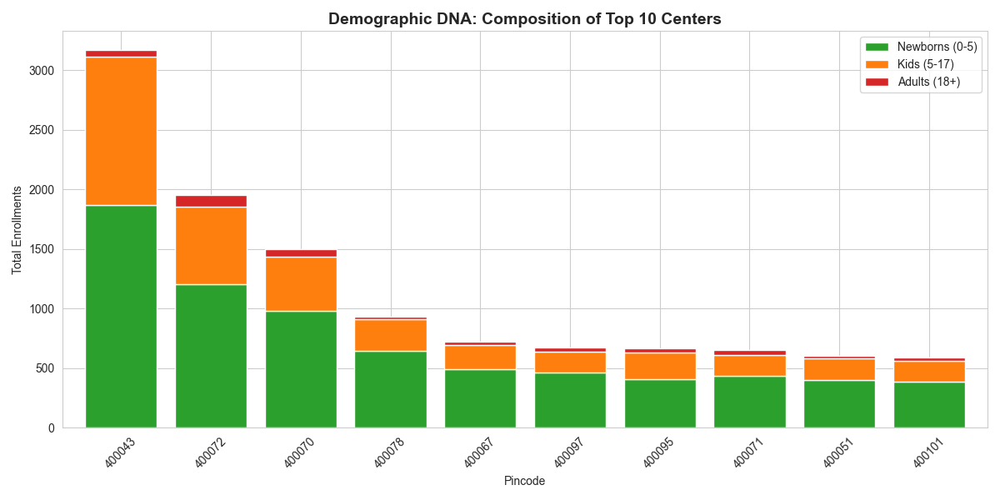 Demographic DNA: Composition of Top 10 Centers
Newborns (0-5)
Kids (5-17)
Adults (18+)
Total Enrollments
3000
2500
2000
1500
1000
500
0
400043
400072
400070
400078
400067
400097
400095
400071
400051
400101
Pincode